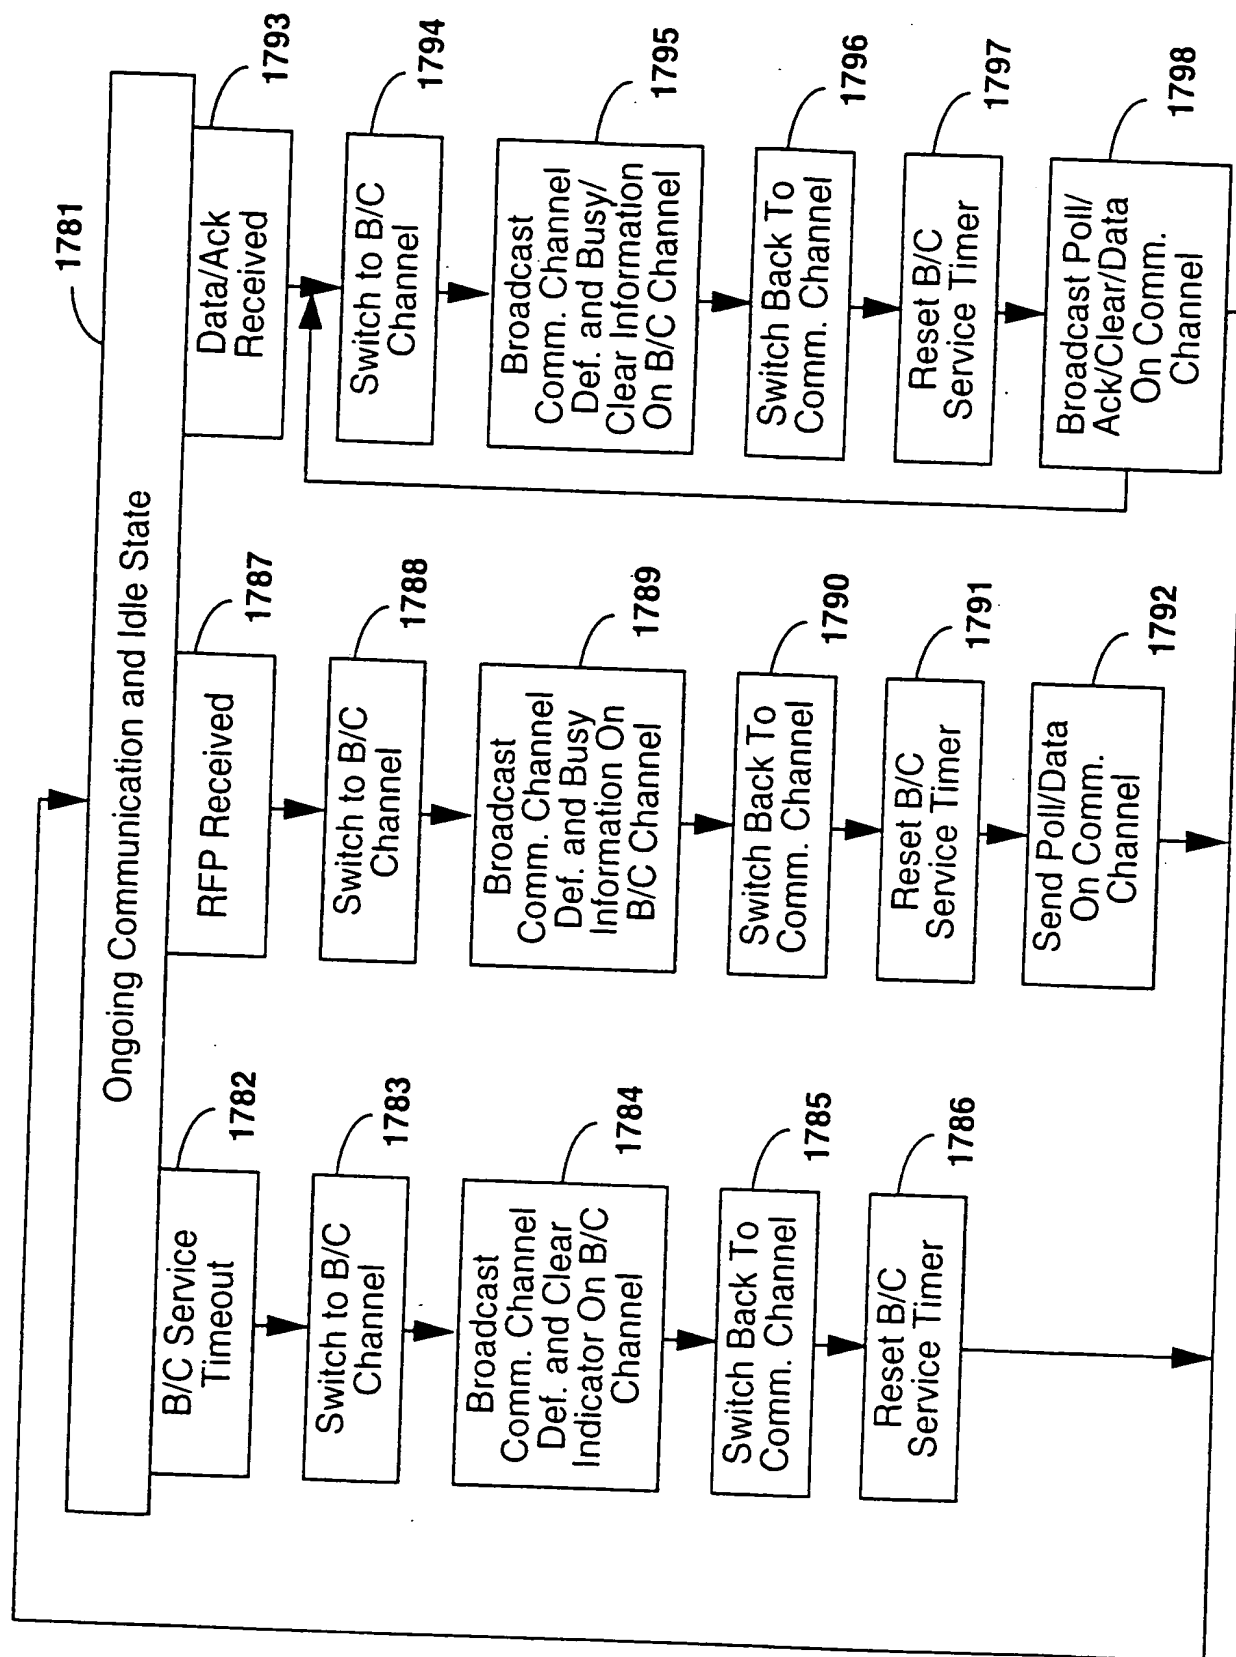 1781
Ongoing Communication and Idle State
B/C Service
Timeout
1782
Switch to B/C
Channel
1783
Broadcast
Comm. Channel
Def. and Clear
Indicator On B/C
Channel
1784
Switch Back To
Comm. Channel
1785
Reset B/C
Service Timer
1786
RFP Received
1787
Switch to B/C
Channel
1788
Broadcast
Comm. Channel
Def. and Busy
Information On
B/C Channel
1789
Switch Back To
Comm. Channel
1790
Reset B/C
Service Timer
1791
Send Poll/Data
On Comm.
Channel
1792
Data/Ack
Received
1793
Switch to B/C
Channel
1794
Broadcast
Comm. Channel
Def. and Busy/
Clear Information
On B/C Channel
1795
Switch Back To
Comm. Channel
1796
Reset B/C
Service Timer
1797
Broadcast Poll/
Ack/Clear/Data
On Comm.
Channel
1798